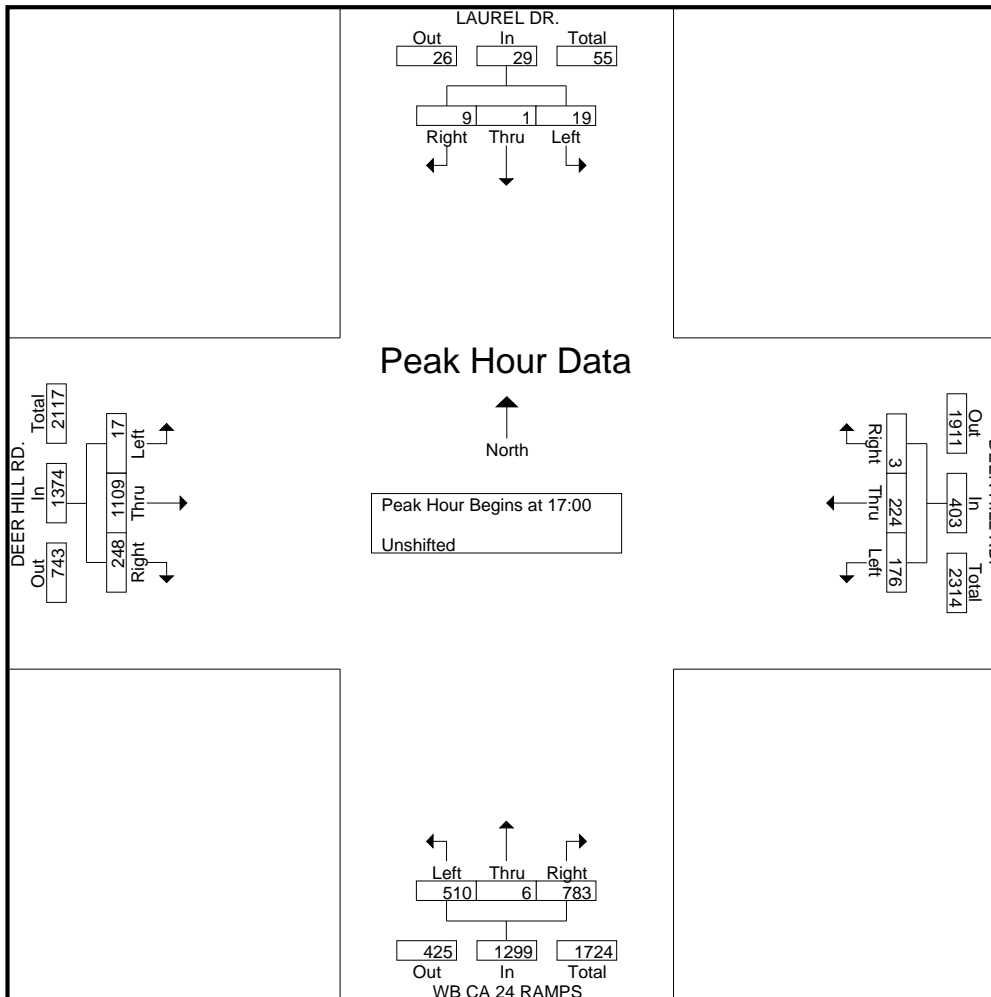 LAUREL DR.
Out In Total
26 29 55
9 1 19
Right Thru Left
Peak Hour Data
North
Peak Hour Begins at 17:00
Unshifted
DEER HILL RD.
Total In Out
2117 1374 743
17 1109 248
Left Thru Right
Out In Total
1911 403 2314
3 224 176
Right Thru Left
Left Thru Right
510 6 783
425 1299 1724
Out In Total
WB CA 24 RAMPS